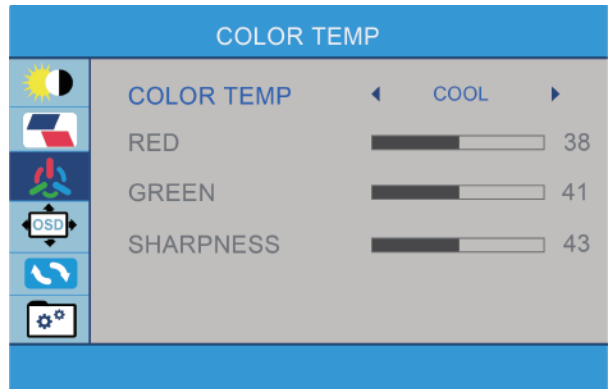 COLOR TEMP
COLOR TEMP COOL
RED 38
GREEN 41
OSD
SHARPNESS 43